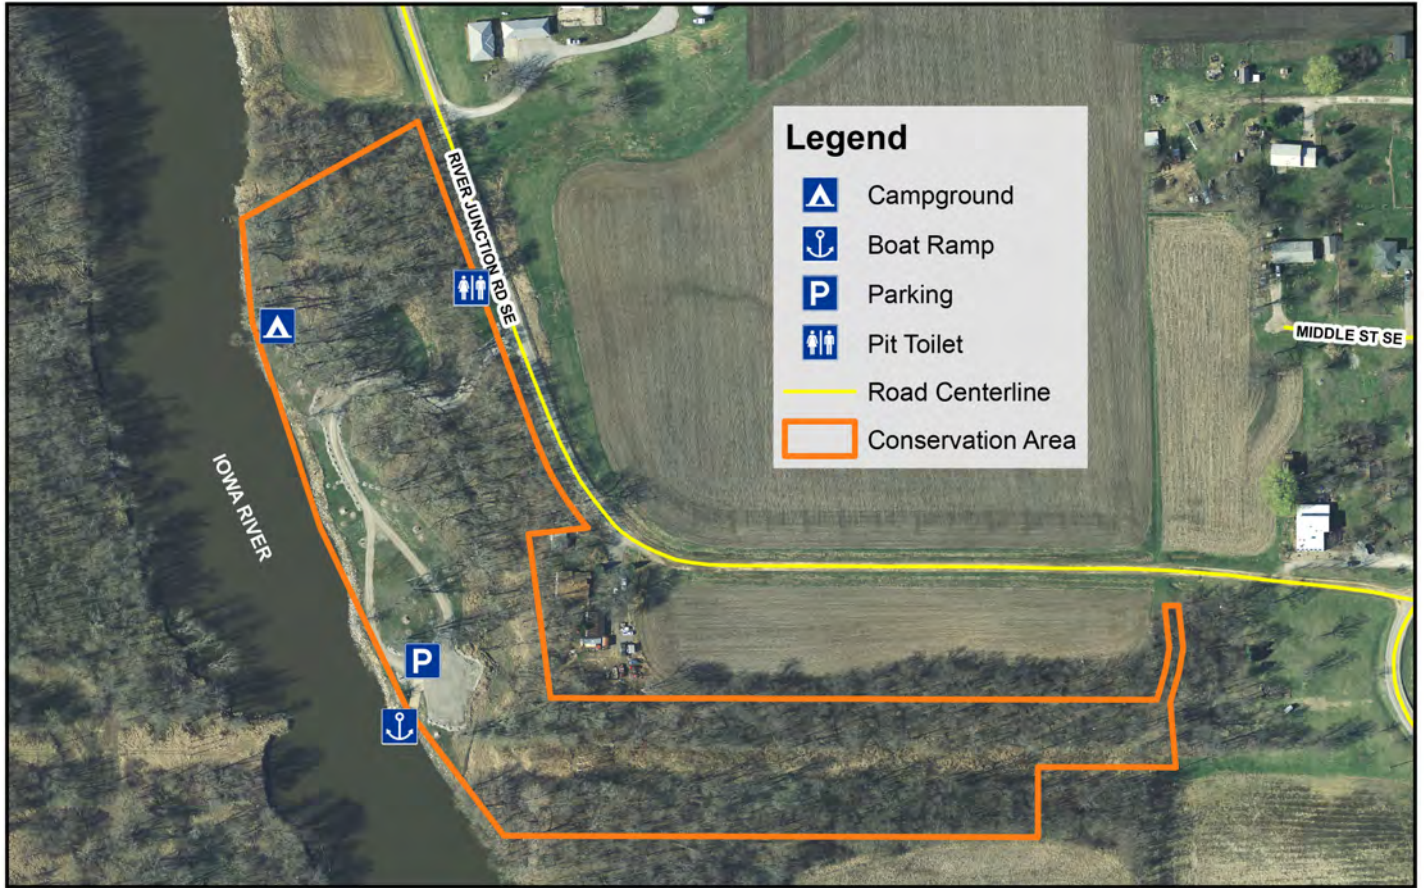 Legend
Campground
Boat Ramp
P Parking
Pit Toilet
Road Centerline
Conservation Area
RIVER JUNCTION RD SE
MIDDLE ST SE
IOWA RIVER
P